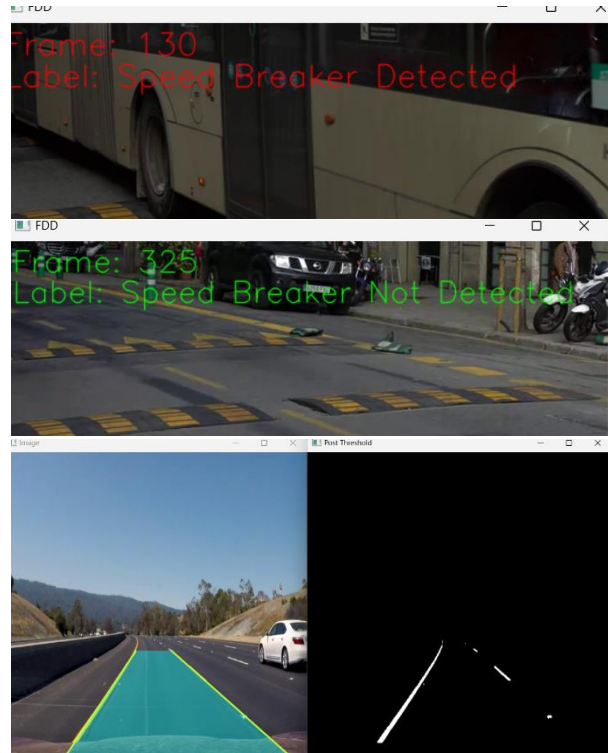 FDD
Frame: 130
Label: Speed Breaker Detected
FDD
Frame: 325
Label: Speed Breaker Not Detected
Image
Post Threshold